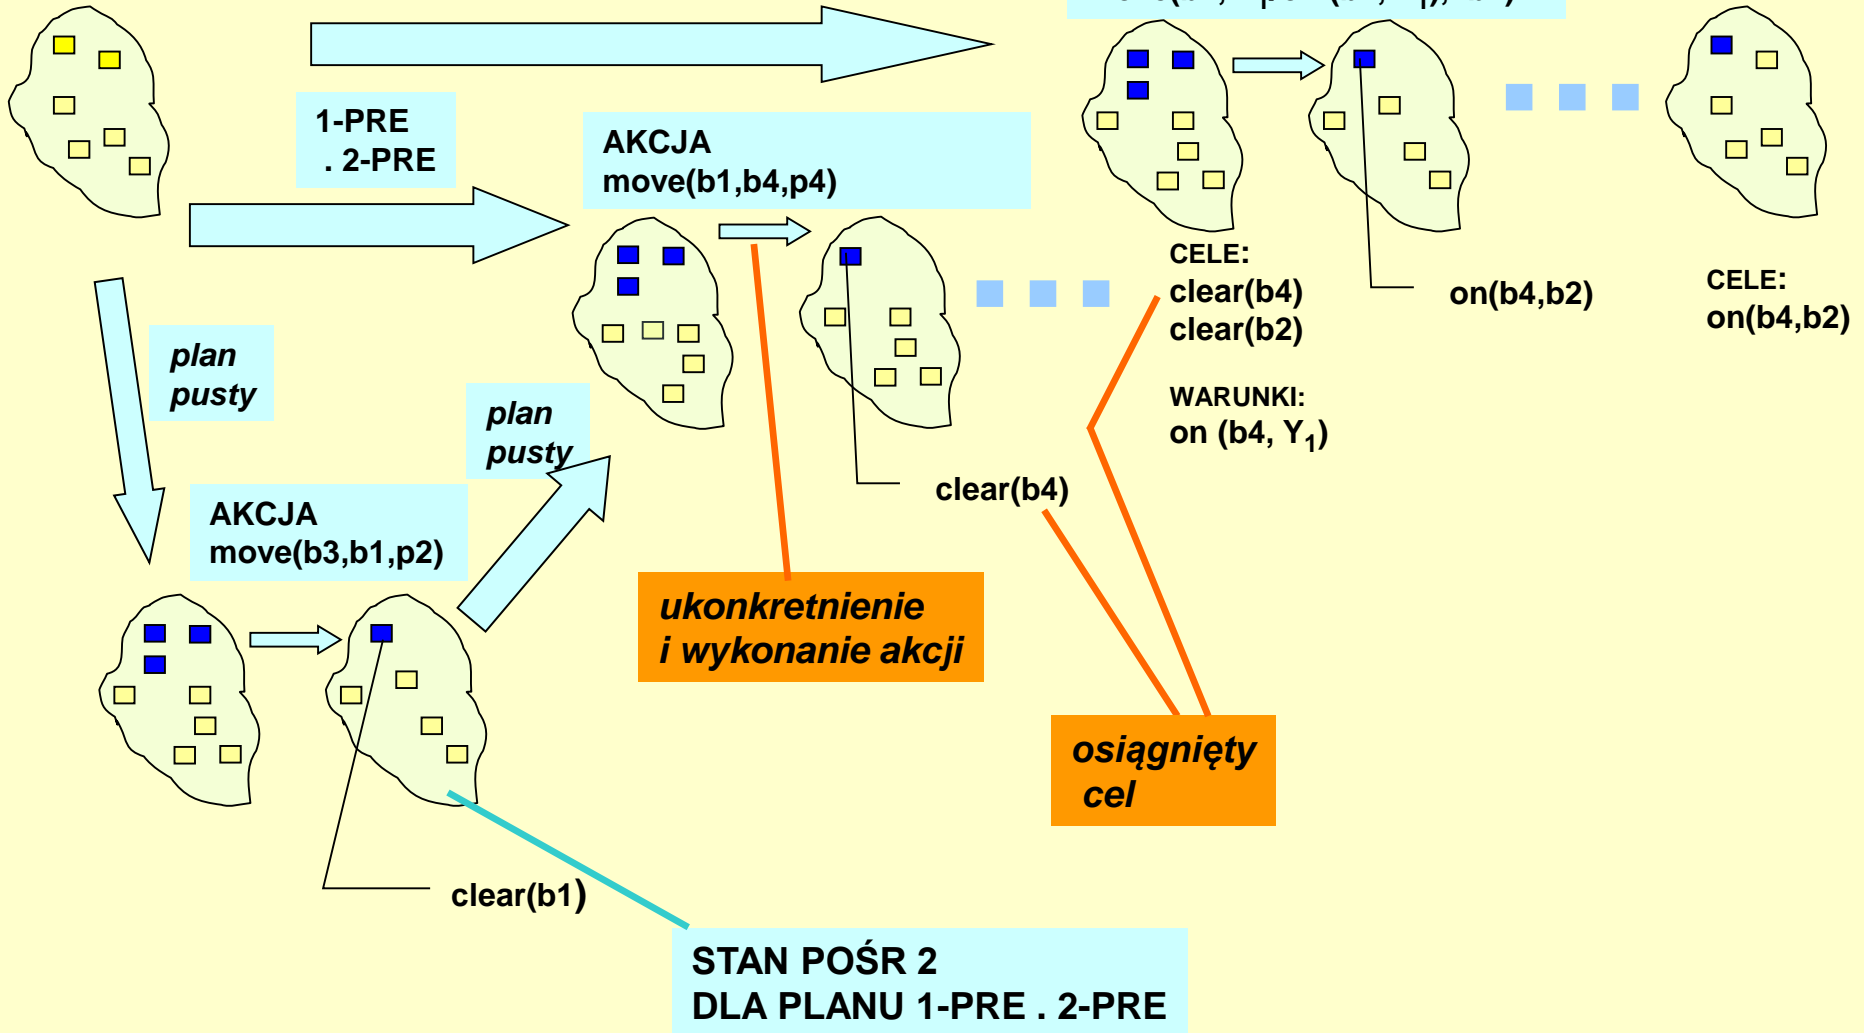 1-PRE
. 2-PRE
AKCJA
move(b1,b4,p4)
CELE:
clear(b4)
clear(b2)
WARUNKI:
on (b4, Y1)
on(b4,b2)
CELE:
on(b4,b2)
plan
pusty
plan
pusty
clear(b4)
AKCJA
move(b3,b1,p2)
ukonkretnienie
i wykonanie akcji
osiągnięty
cel
clear(b1)
STAN POŚR 2
DLA PLANU 1-PRE . 2-PRE